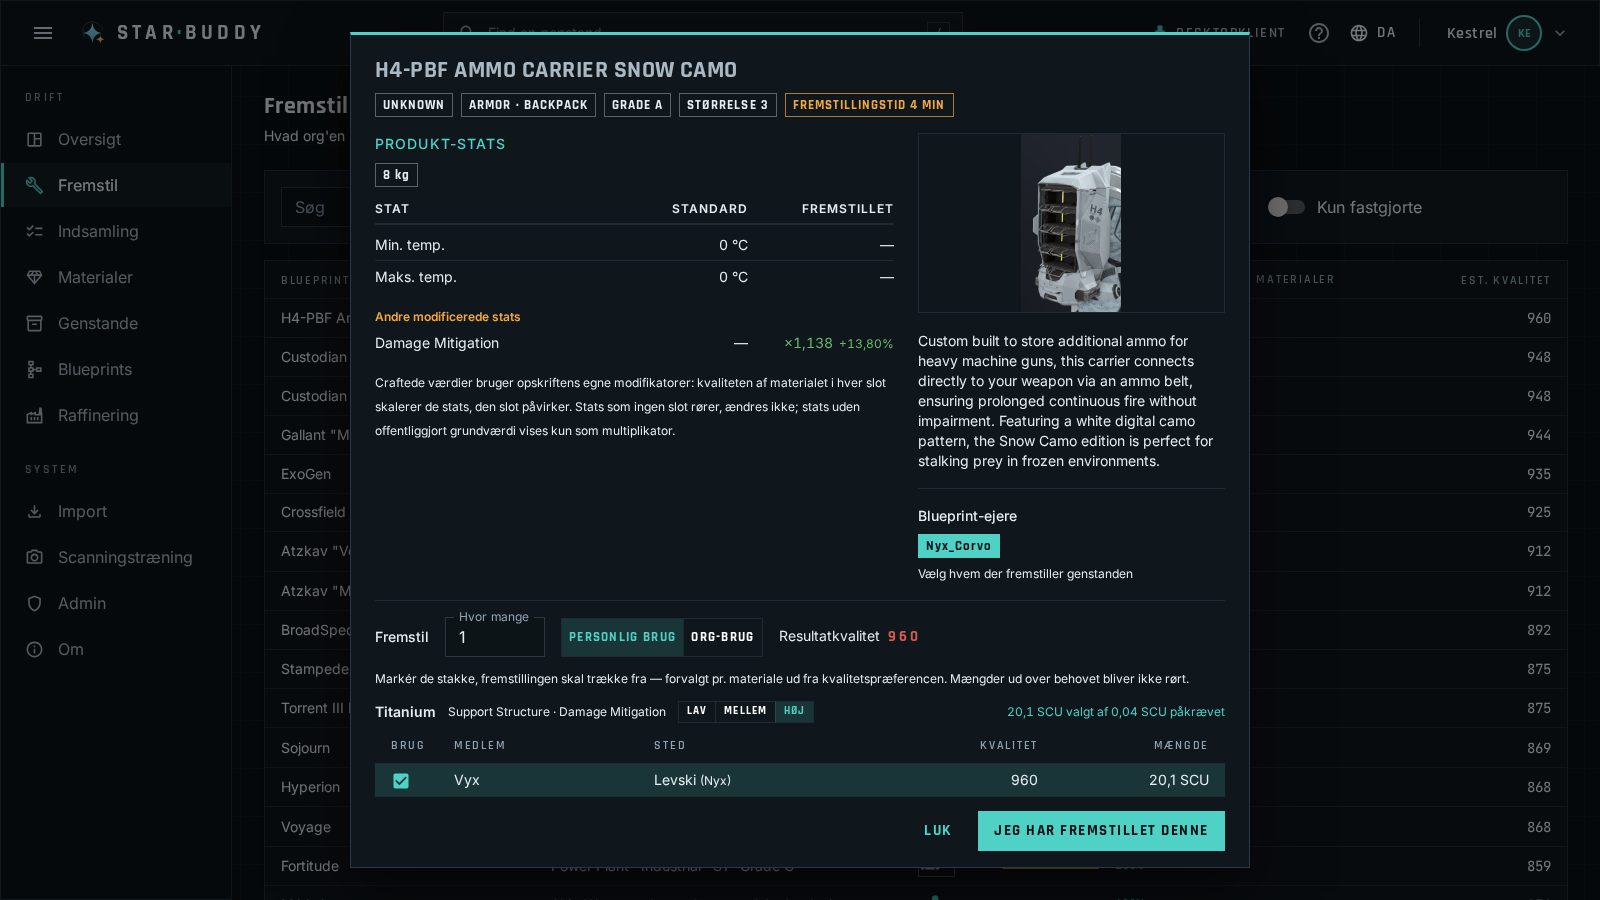 STAR·BUDDY
DESKTOPKLIENT
DA
Kestrel
KE
DRIFT
Oversigt
Fremstil
Indsamling
Materialer
Genstande
Blueprints
Raffinering
SYSTEM
Import
Scanningstræning
Admin
Om
Fremstil
Hvad org'en
Søg
Kun fastgjorte
BLUEPRINT
MATERIALER
EST. KVALITET
H4-PBF
960
Custodian
948
Custodian
948
Gallant "M
944
ExoGen
935
Crossfield
925
Atzkav "Ve
912
Atzkav "M
912
BroadSpec
892
Stampede
875
Torrent III
875
Sojourn
869
Hyperion
868
Voyage
868
Fortitude
859
H4-PBF AMMO CARRIER SNOW CAMO
UNKNOWN
ARMOR · BACKPACK
GRADE A
STØRRELSE 3
FREMSTILLINGSTID 4 MIN
PRODUKT-STATS
8 kg
STAT STANDARD FREMSTILLET
Min. temp. 0 °C —
Maks. temp. 0 °C —
Andre modificerede stats
Damage Mitigation — ×1,138 +13,80%
Craftede værdier bruger opskriftens egne modifikatorer: kvaliteten af materialet i hver slot
skalerer de stats, den slot påvirker. Stats som ingen slot rører, ændres ikke; stats uden
offentliggjort grundværdi vises kun som multiplikator.
H4
Custom built to store additional ammo for
heavy machine guns, this carrier connects
directly to your weapon via an ammo belt,
ensuring prolonged continuous fire without
impairment. Featuring a white digital camo
pattern, the Snow Camo edition is perfect for
stalking prey in frozen environments.
Blueprint-ejere
Nyx_Corvo
Vælg hvem der fremstiller genstanden
Hvor mange
Fremstil 1 PERSONLIG BRUG ORG-BRUG Resultatkvalitet 960
Markér de stakke, fremstillingen skal trække fra — forvalgt pr. materiale ud fra kvalitetspræferencen. Mængder ud over behovet bliver ikke rørt.
Titanium Support Structure · Damage Mitigation LAV MELLEM HØJ 20,1 SCU valgt af 0,04 SCU påkrævet
BRUG MEDLEM STED KVALITET MÆNGDE
Vyx Levski (Nyx) 960 20,1 SCU
LUK
JEG HAR FREMSTILLET DENNE